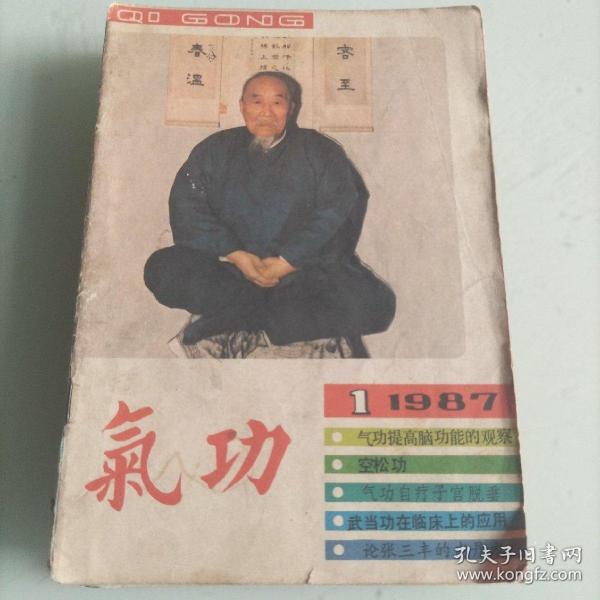 QI GONG
春温
客至
氣功
1 1987
气功提高脑功能的观察
空松功
气功自疗子宫脱垂
武当功在临床上的应用
论张三丰的
孔夫子旧书网
www.kongfz.com